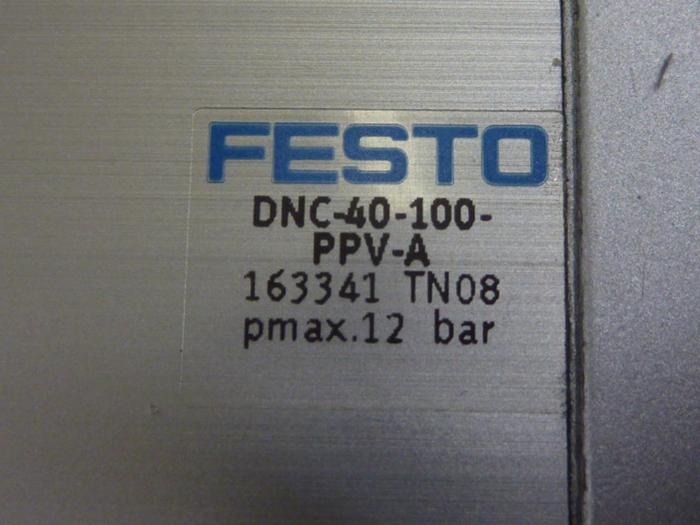 FESTO
DNC-40-100-
PPV-A
163341 TN08
pmax.12 bar